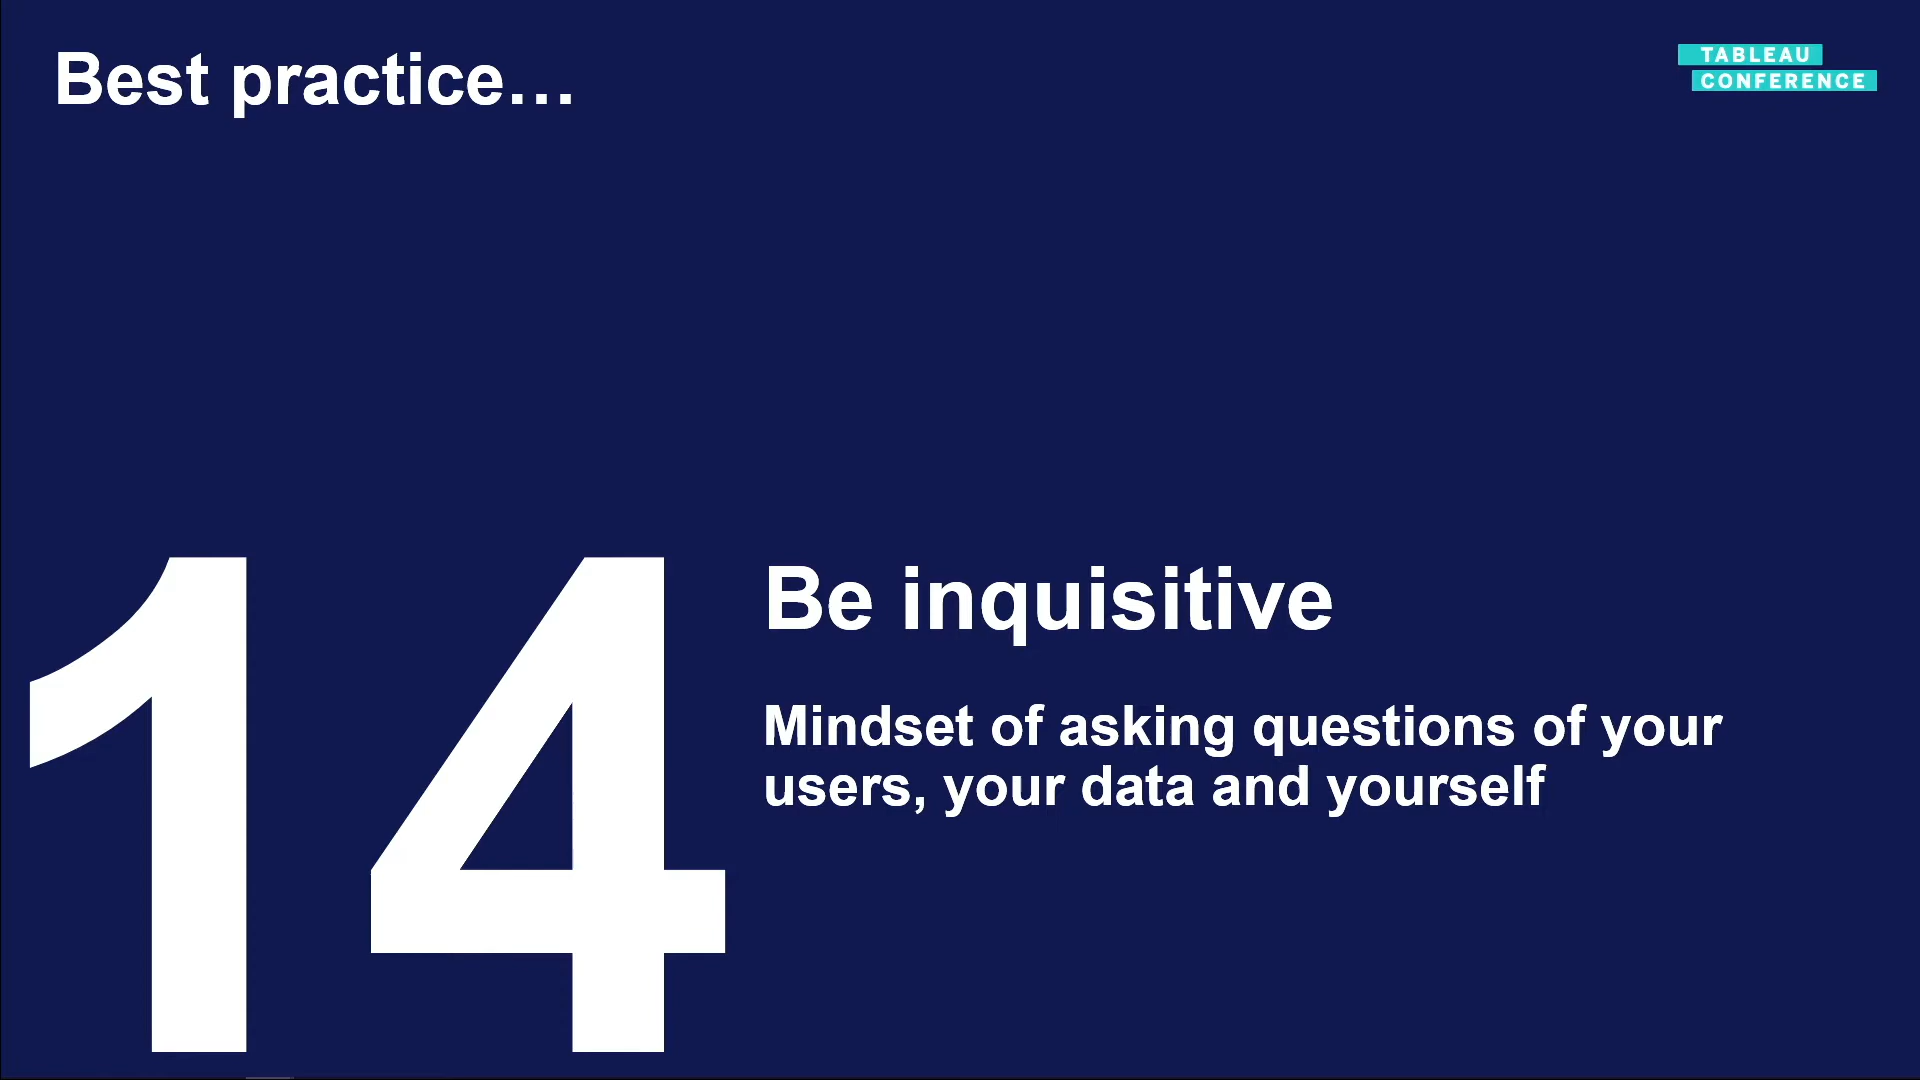 Best practice…
TABLEAU
CONFERENCE
14
Be inquisitive
Mindset of asking questions of your
users, your data and yourself